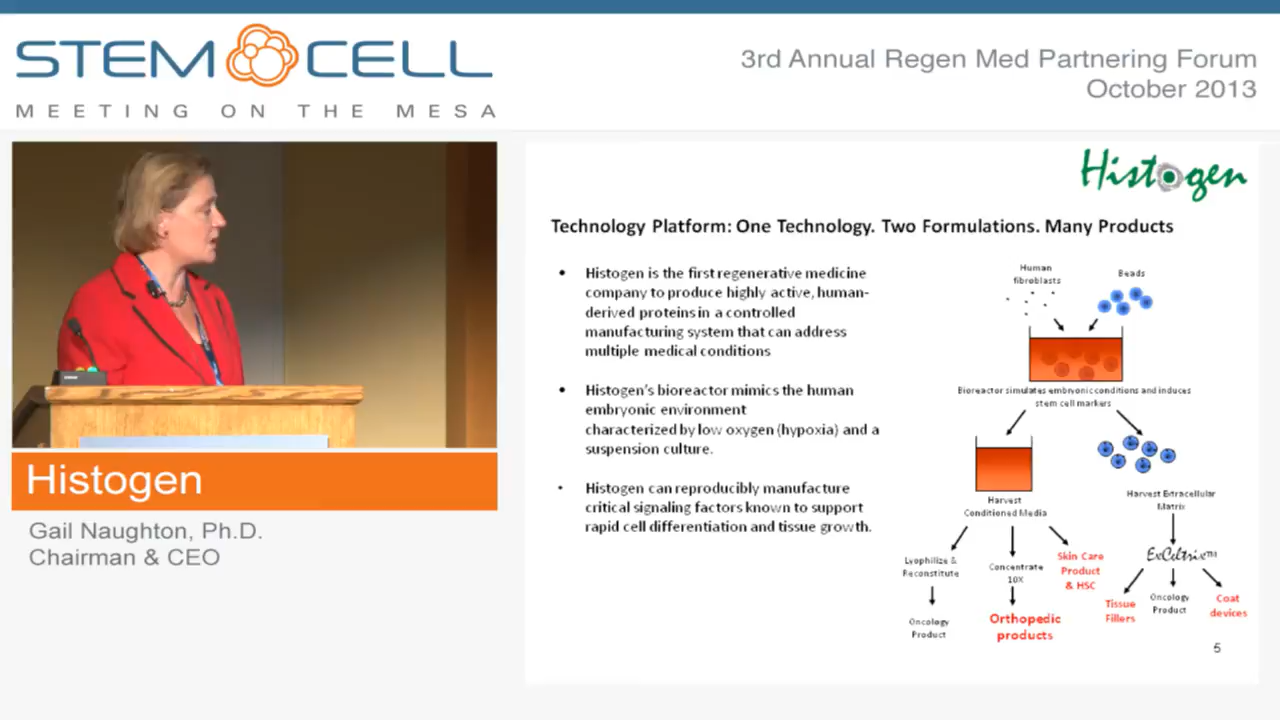 STEM CELL
MEETING ON THE MESA
3rd Annual Regen Med Partnering Forum
October 2013
Histogen
Gail Naughton, Ph.D.
Chairman & CEO
Histogen
Technology Platform: One Technology. Two Formulations. Many Products
• Histogen is the first regenerative medicine
company to produce highly active, human-
derived proteins in a controlled
manufacturing system that can address
multiple medical conditions
• Histogen's bioreactor mimics the human
embryonic environment
characterized by low oxygen (hypoxia) and a
suspension culture.
• Histogen can reproducibly manufacture
critical signaling factors known to support
rapid cell differentiation and tissue growth.
Human
fibroblasts
Beads
Bioreactor simulates embryonic conditions and induces
stem cell markers
Harvest
Conditioned Media
Harvest Extracellular
Matrix
Lyophilize &
Reconstitute
Concentrate
10X
Skin Care
Product
& HSC
ExCeltrix™
Oncology
Product
Orthopedic
products
Tissue
Fillers
Oncology
Product
Coat
devices
5